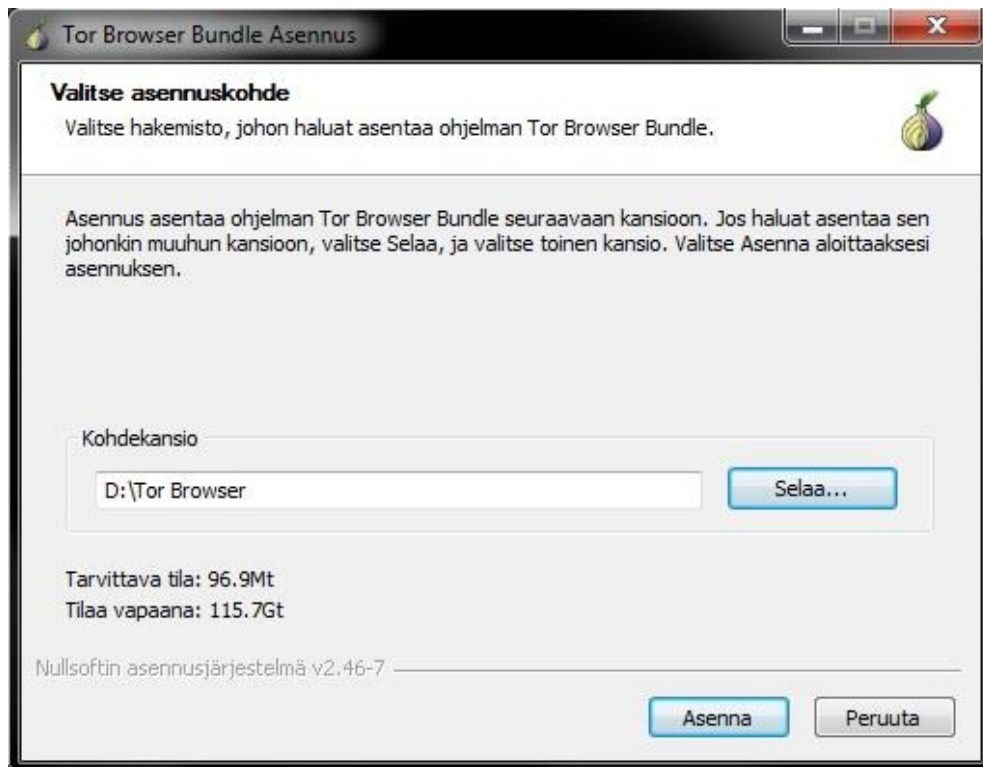 Tor Browser Bundle Asennus
Valitse asennuskohde
Valitse hakemisto, johon haluat asentaa ohjelman Tor Browser Bundle.
Asennus asentaa ohjelman Tor Browser Bundle seuraavaan kansioon. Jos haluat asentaa sen
johonkin muuhun kansioon, valitse Selaa, ja valitse toinen kansio. Valitse Asenna aloittaaksesi
asennuksen.
Kohdekansio
D:\Tor Browser
Selaa...
Tarvittava tila: 96.9Mt
Tilaa vapaana: 115.7Gt
Nullsoftin asennusjärjestelmä v2.46-7
Asenna
Peruuta